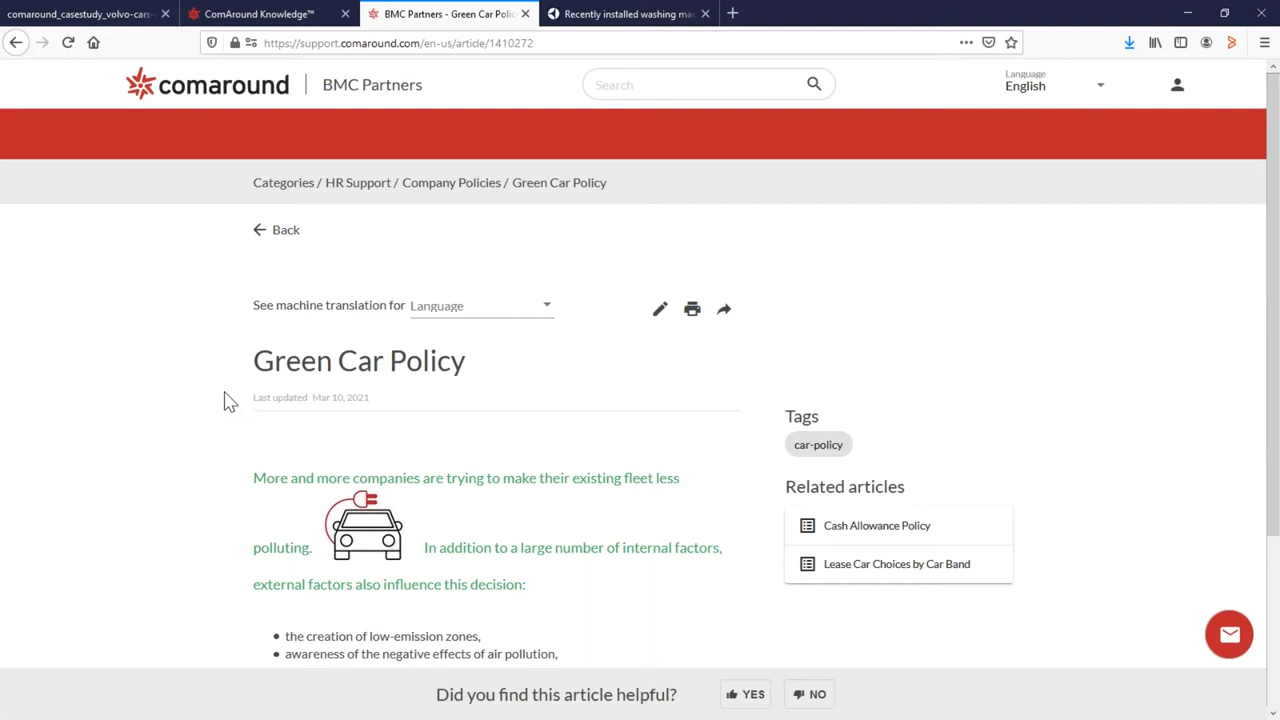 comaround_casestudy_volvo-cars-
ComAround Knowledge™
BMC Partners - Green Car Polic
Recently installed washing mac
https://support.comaround.com/en-us/article/1410272
comaround
BMC Partners
Search
Language
English
Categories / HR Support / Company Policies / Green Car Policy
Back
See machine translation for Language
Green Car Policy
Last updated Mar 10, 2021
More and more companies are trying to make their existing fleet less
polluting. In addition to a large number of internal factors,
external factors also influence this decision:
• the creation of low-emission zones,
• awareness of the negative effects of air pollution,
Tags
car-policy
Related articles
Cash Allowance Policy
Lease Car Choices by Car Band
Did you find this article helpful?
YES
NO